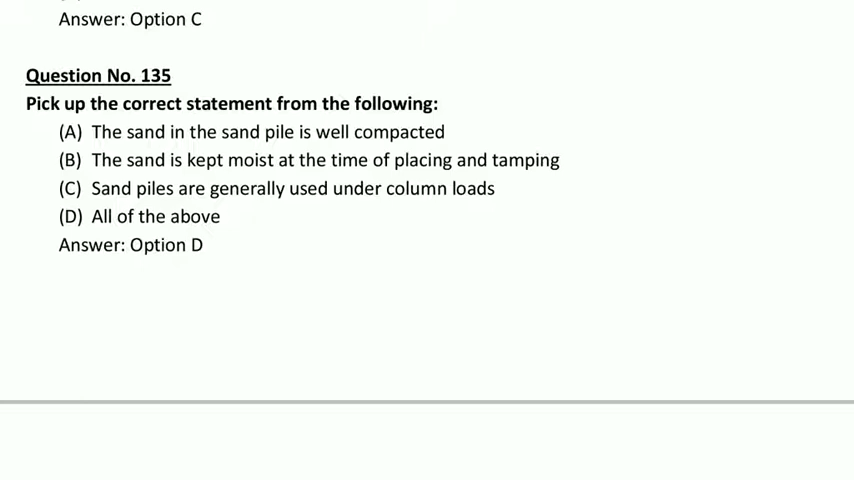 Answer: Option C
Question No. 135
Pick up the correct statement from the following:
(A) The sand in the sand pile is well compacted
(B) The sand is kept moist at the time of placing and tamping
(C) Sand piles are generally used under column loads
(D) All of the above
Answer: Option D